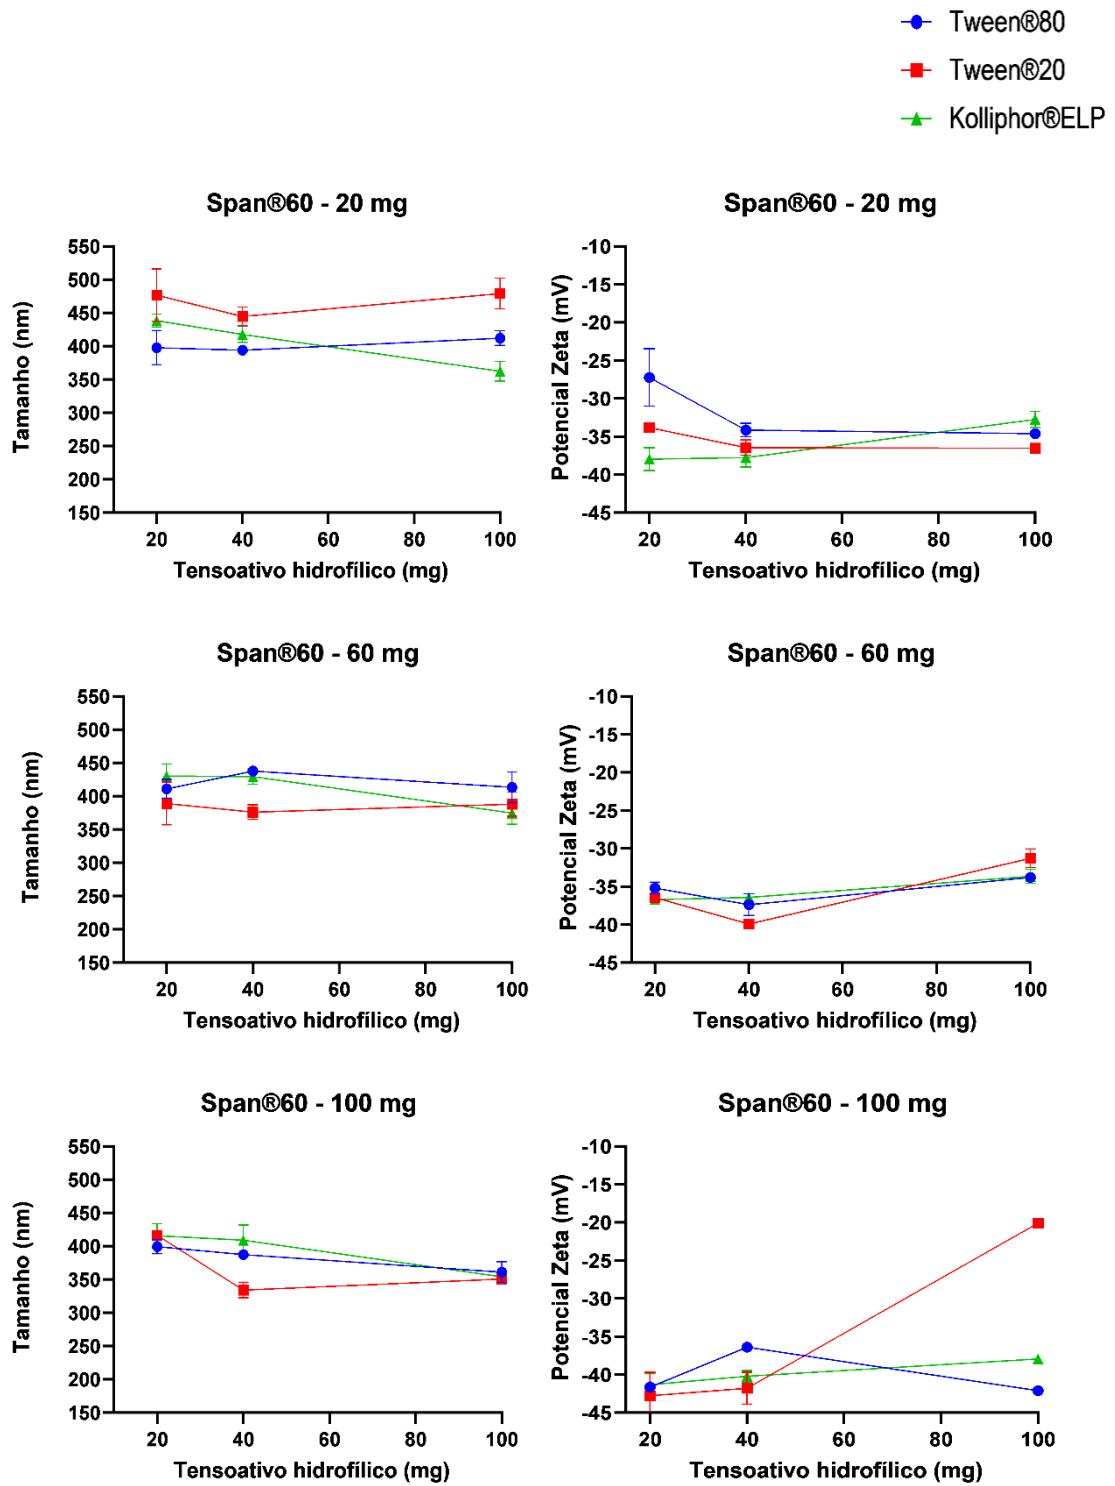 Tween®80
Tween®20
Kolliphor®ELP
Span®60 - 20 mg
Tamanho (nm)
550
500
450
400
350
300
250
200
150
20 40 60 80 100
Tensoativo hidrofílico (mg)
Span®60 - 20 mg
Potencial Zeta (mV)
-10
-15
-20
-25
-30
-35
-40
-45
20 40 60 80 100
Tensoativo hidrofílico (mg)
Span®60 - 60 mg
Tamanho (nm)
550
500
450
400
350
300
250
200
150
20 40 60 80 100
Tensoativo hidrofílico (mg)
Span®60 - 60 mg
Potencial Zeta (mV)
-10
-15
-20
-25
-30
-35
-40
-45
20 40 60 80 100
Tensoativo hidrofílico (mg)
Span®60 - 100 mg
Tamanho (nm)
550
500
450
400
350
300
250
200
150
20 40 60 80 100
Tensoativo hidrofílico (mg)
Span®60 - 100 mg
Potencial Zeta (mV)
-10
-15
-20
-25
-30
-35
-40
-45
20 40 60 80 100
Tensoativo hidrofílico (mg)